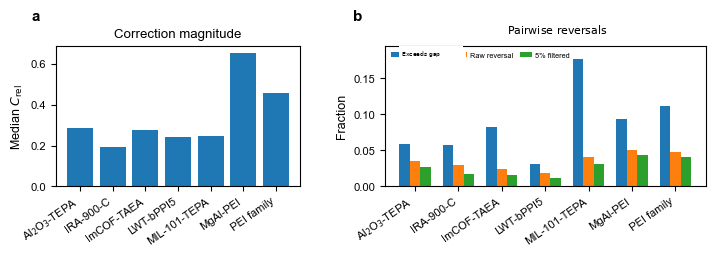 a
Correction magnitude
Median C_rel
0.6
0.4
0.2
0.0
Al₂O₃-TEPA
IRA-900-C
ImCOF-TAEA
LWT-bPPI5
MIL-101-TEPA
MgAl-PEI
PEI family
b
Pairwise reversals
Exceeds gap
Raw reversal
5% filtered
Fraction
0.15
0.10
0.05
0.00
Al₂O₃-TEPA
IRA-900-C
ImCOF-TAEA
LWT-bPPI5
MIL-101-TEPA
MgAl-PEI
PEI family